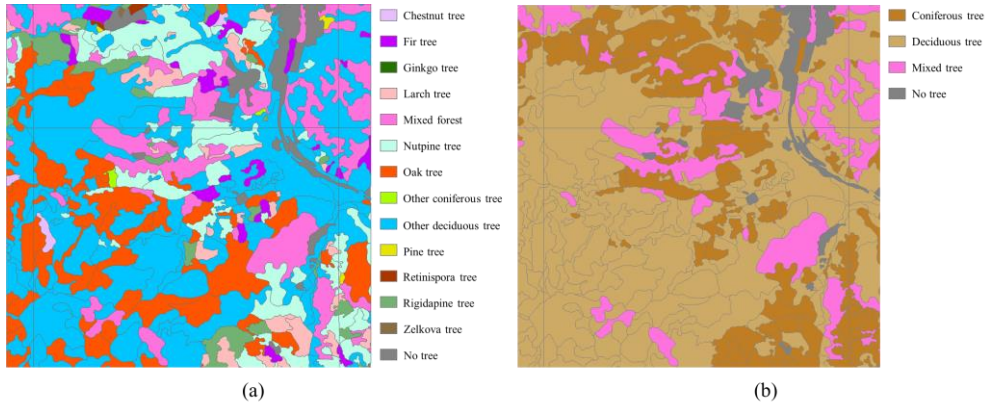 Chestnut tree
Fir tree
Ginkgo tree
Larch tree
Mixed forest
Nutpine tree
Oak tree
Other coniferous tree
Other deciduous tree
Pine tree
Retinispora tree
Rigidapine tree
Zelkova tree
No tree
(a)
Coniferous tree
Deciduous tree
Mixed tree
No tree
(b)